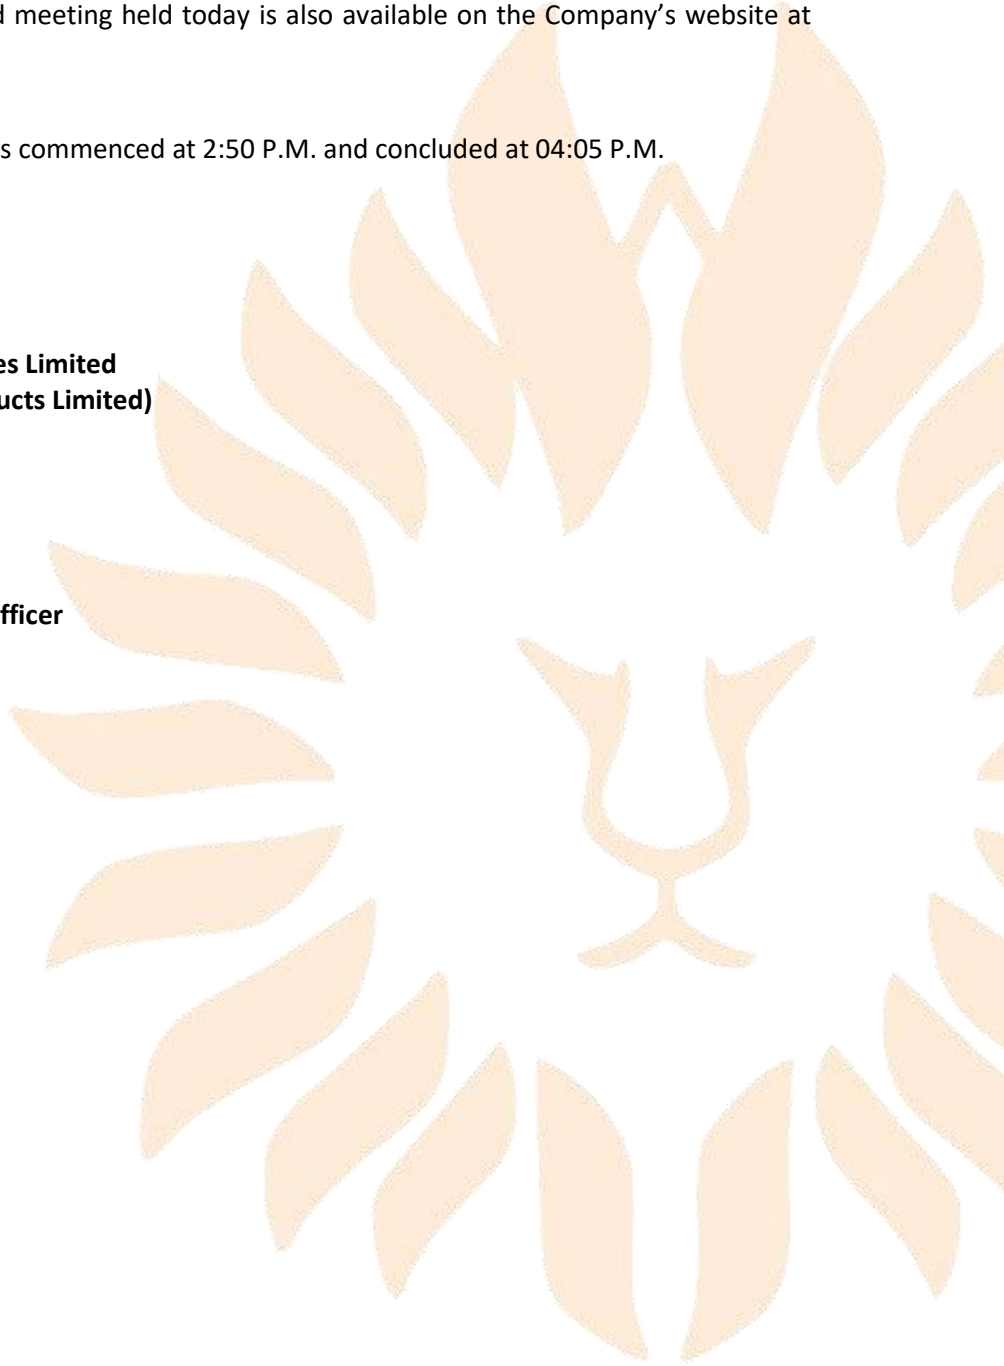 d meeting held today is also available on the Company’s website at
s commenced at 2:50 P.M. and concluded at 04:05 P.M.
es Limited
ucts Limited)
fficer